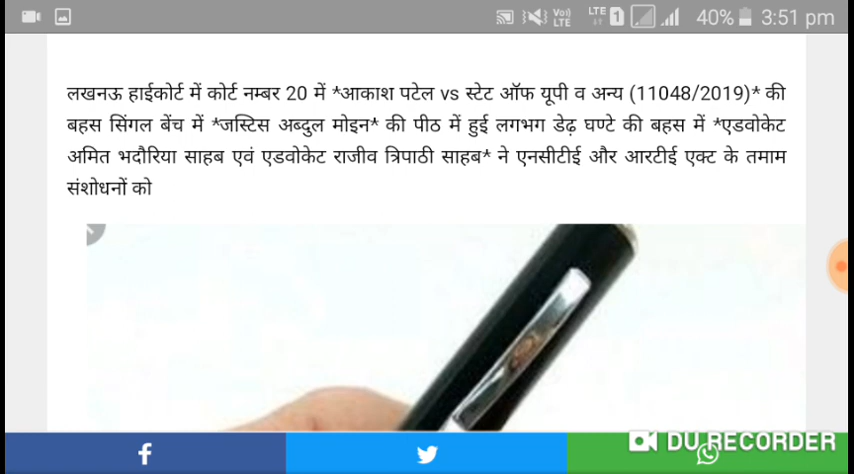 LTE 1 40% 3:51 pm
लखनऊ हाईकोर्ट में कोर्ट नम्बर 20 में *आकाश पटेल vs स्टेट ऑफ यूपी व अन्य (11048/2019)* की
बहस सिंगल बेंच में *जस्टिस अब्दुल मोइन* की पीठ में हुई लगभग डेढ़ घण्टे की बहस में *एडवोकेट
अमित भदौरिया साहब एवं एडवोकेट राजीव त्रिपाठी साहब* ने एनसीटीई और आरटीई एक्ट के तमाम
संशोधनों को
DU RECORDER